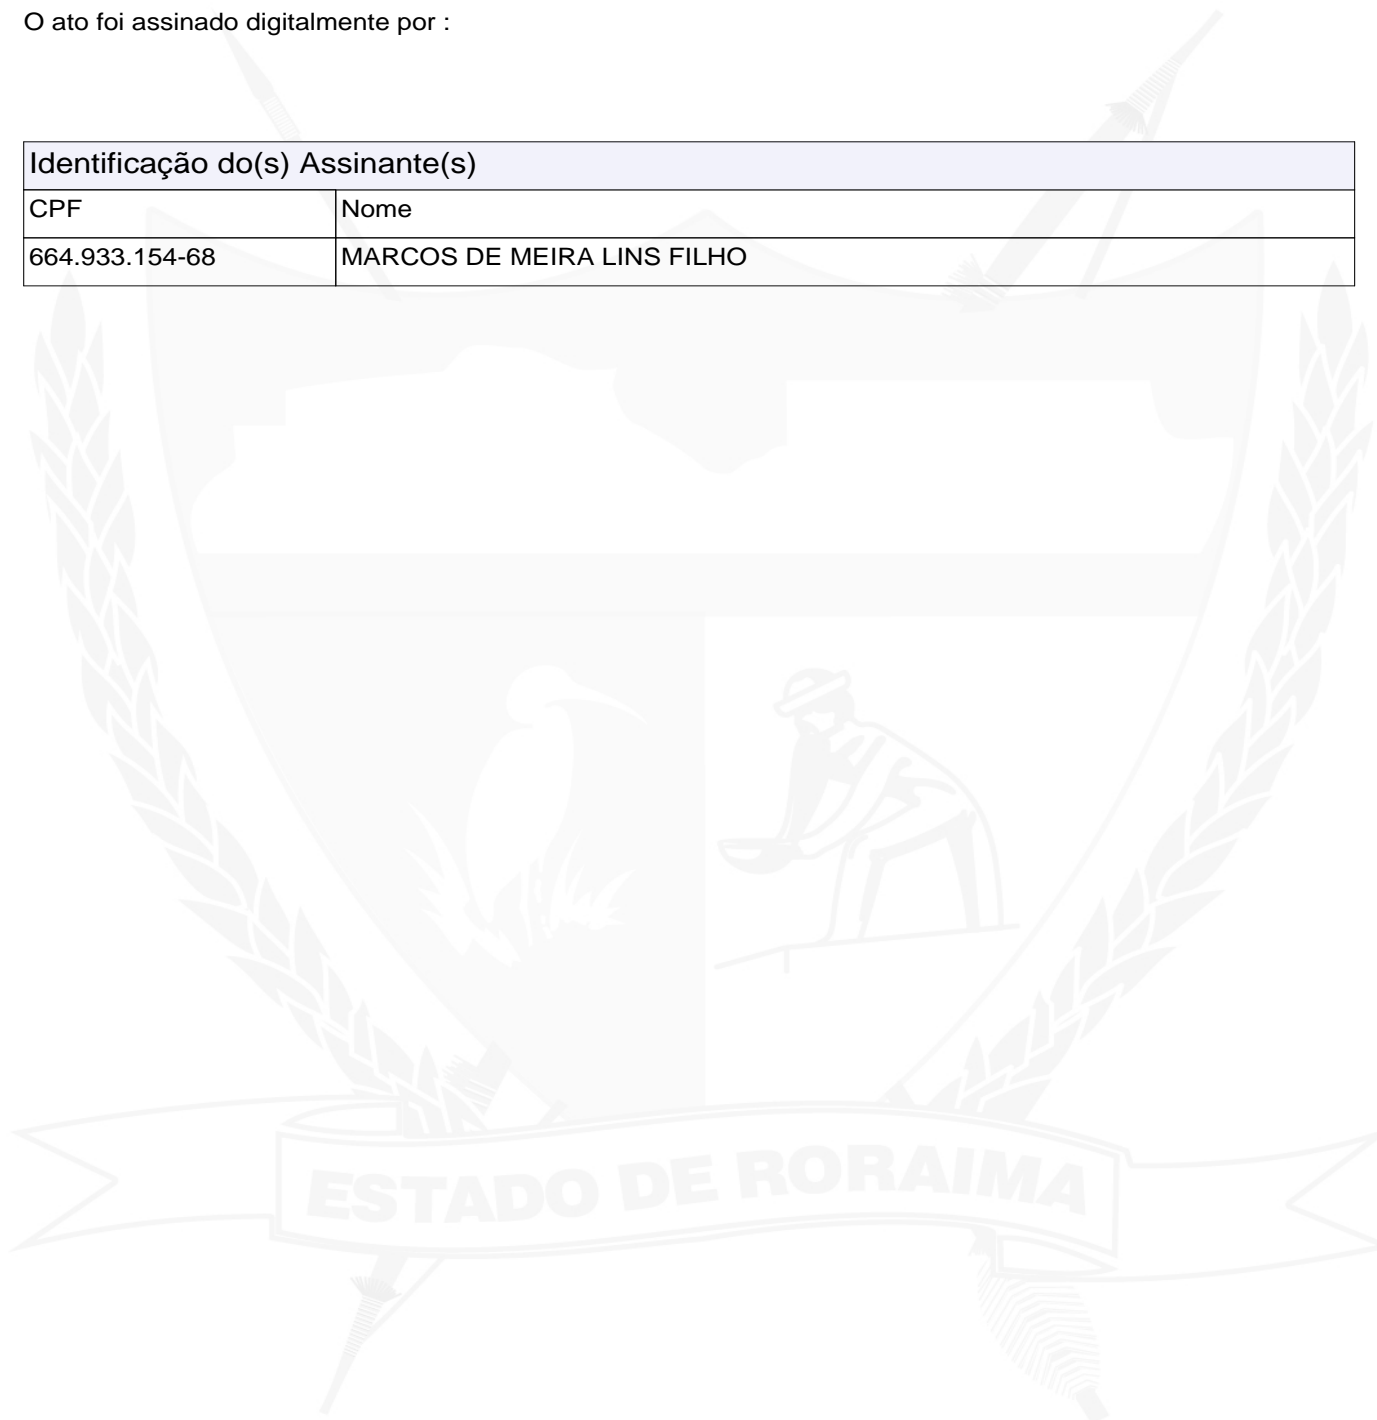 O ato foi assinado digitalmente por :
Identificação do(s) Assinante(s)
CPF Nome
664.933.154-68 MARCOS DE MEIRA LINS FILHO
ESTADO DE RORAIMA